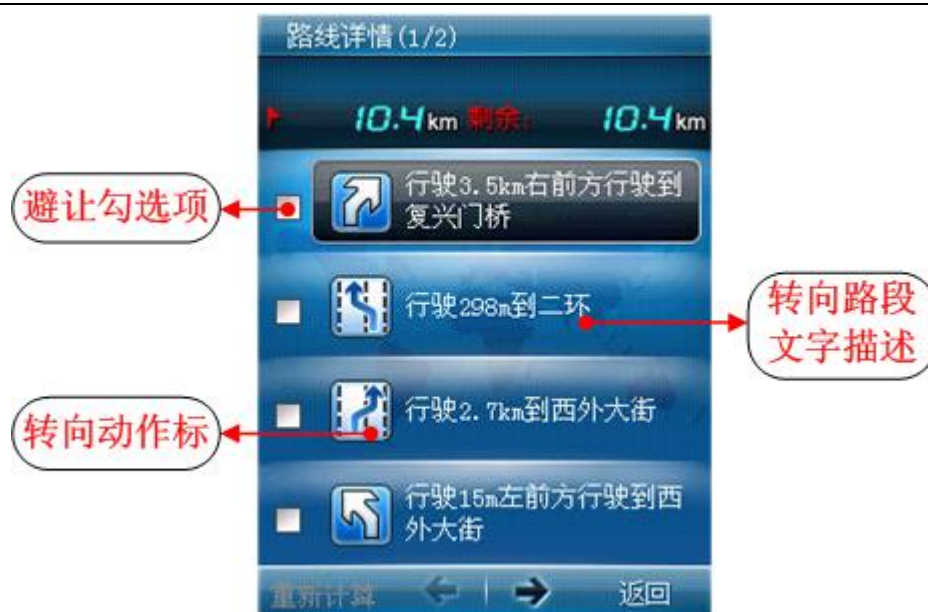 路线详情(1/2)
10.4km 剩余: 10.4km
避让勾选项
行驶3.5km右前方行驶到
复兴门桥
行驶298m到二环
转向路段
文字描述
转向动作标
行驶2.7km到西外大街
行驶15m左前方行驶到西
外大街
重新计算
返回